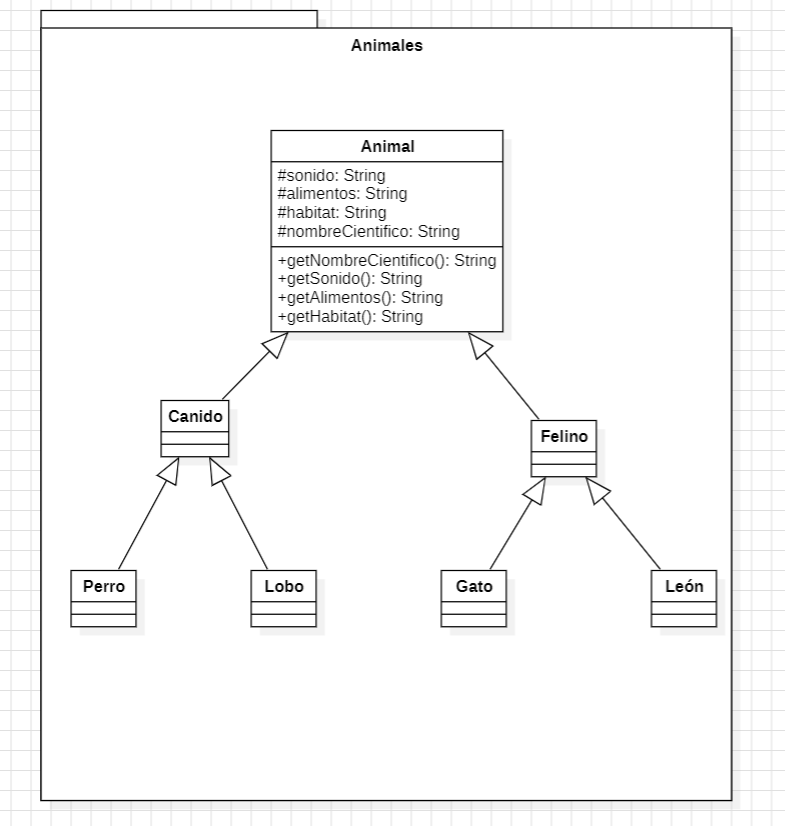 Animales
Animal
#sonido: String
#alimentos: String
#habitat: String
#nombreCientifico: String
+getNombreCientifico(): String
+getSonido(): String
+getAlimentos(): String
+getHabitat(): String
Canido
Felino
Perro
Lobo
Gato
León